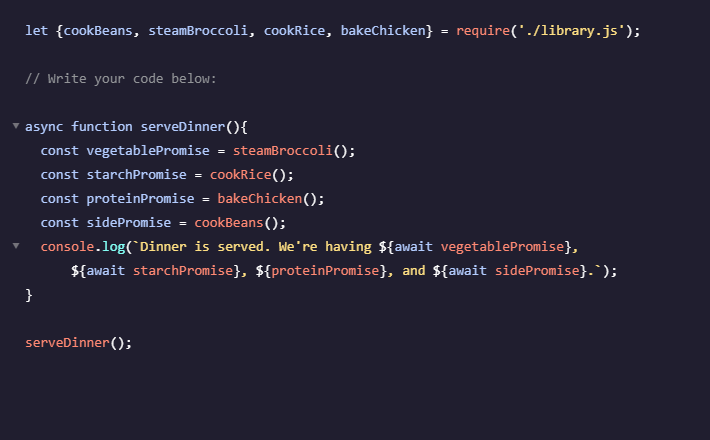 let {cookBeans, steamBroccoli, cookRice, bakeChicken} = require('./library.js');
// Write your code below:
async function serveDinner(){
const vegetablePromise = steamBroccoli();
const starchPromise = cookRice();
const proteinPromise = bakeChicken();
const sidePromise = cookBeans();
console.log(`Dinner is served. We're having ${await vegetablePromise},
${await starchPromise}, ${proteinPromise}, and ${await sidePromise}.`);
}
serveDinner();